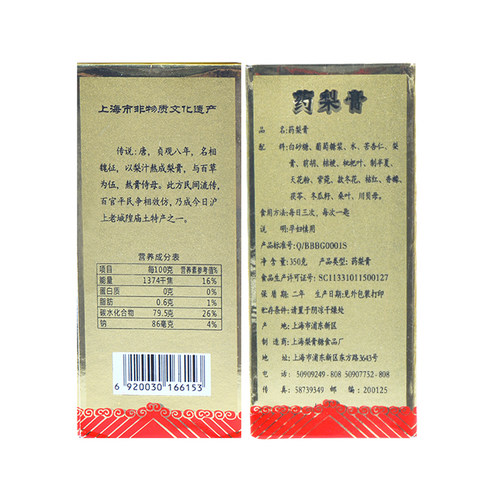 上海市非物质文化遗产
传说:唐,贞观八年,名相
魏征,以梨汁熬成梨膏,与百草
为伍,熬膏侍母。此方民间流传,
百官平民争相效仿,乃成今日沪
上老城隍庙土特产之一。
营养成分表
项目 每100克 营养素参考值%
能量 1374千焦 16%
蛋白质 0克 0%
脂肪 0.6克 1%
碳水化合物 79.5克 26%
钠 86毫克 4%
6 920030 166153
药梨膏
品名:药梨膏
配料:白砂糖、葡萄糖浆、水、苦杏仁、梨
膏、前胡、桔梗、枇杷叶、制半夏、
天花粉、紫菀、款冬花、桔红、香橼、
茯苓、冬瓜籽、桑叶、川贝母。
食用方法:每日三次,每次一匙
说明:孕妇慎用
产品标准号:Q/BBBG0001S
净含量:350克 产品类型:药梨膏
食品生产许可证号:SC11331011500127
保质期:二年 生产日期:见外包装打印
贮存条件:请置于阴凉干燥处
产地:上海市浦东新区
制造商:上海梨膏糖食品厂
地址:上海市浦东新区东方路3643号
电话:50909249-808 50907752-808
传真:58739349 邮编:200125